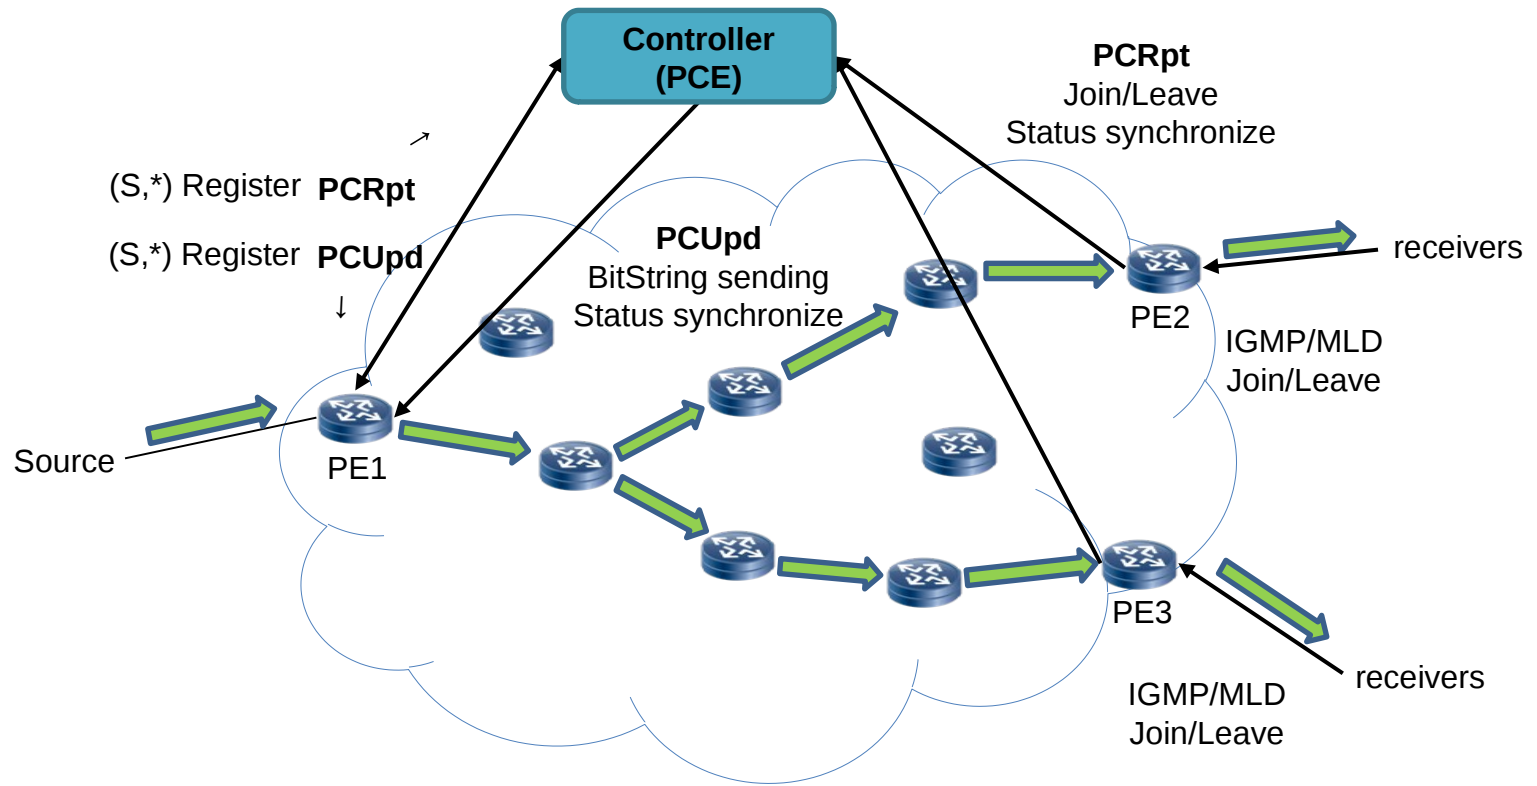 Controller
(PCE)
PCRpt
Join/Leave
Status synchronize
(S,*) Register PCRpt
(S,*) Register PCUpd
PCUpd
BitString sending
Status synchronize
receivers
PE2
IGMP/MLD
Join/Leave
Source
PE1
PE3
receivers
IGMP/MLD
Join/Leave